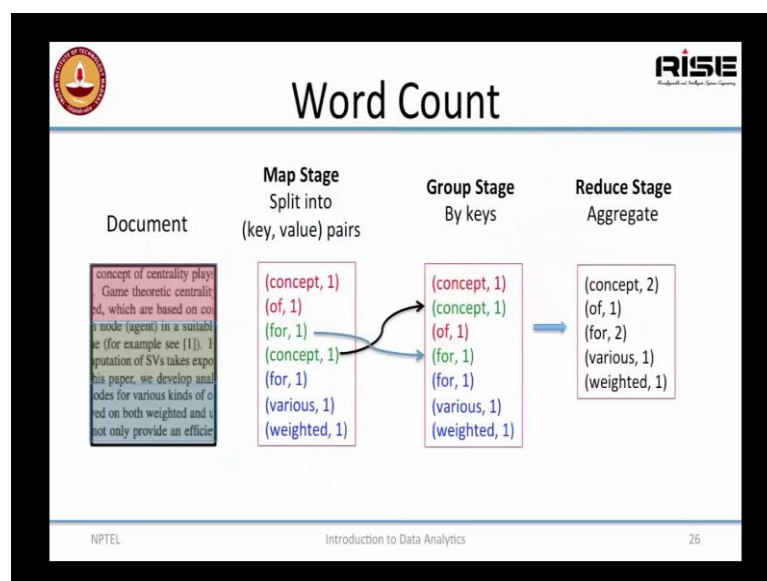 RISE
Word Count
Document
Map Stage
Split into
(key, value) pairs
Group Stage
By keys
Reduce Stage
Aggregate
concept of centrality play
. Game theoretic centralit
ed, which are based on co
node (agent) in a suitabl
e (for example see [1]). 
putation of SVs takes expo
his paper, we develop anal
odes for various kinds of c
ed on both weighted and u
not only provide an efficie
(concept, 1)
(of, 1)
(for, 1)
(concept, 1)
(for, 1)
(various, 1)
(weighted, 1)
(concept, 1)
(concept, 1)
(of, 1)
(for, 1)
(for, 1)
(various, 1)
(weighted, 1)
(concept, 2)
(of, 1)
(for, 2)
(various, 1)
(weighted, 1)
NPTEL
Introduction to Data Analytics
26